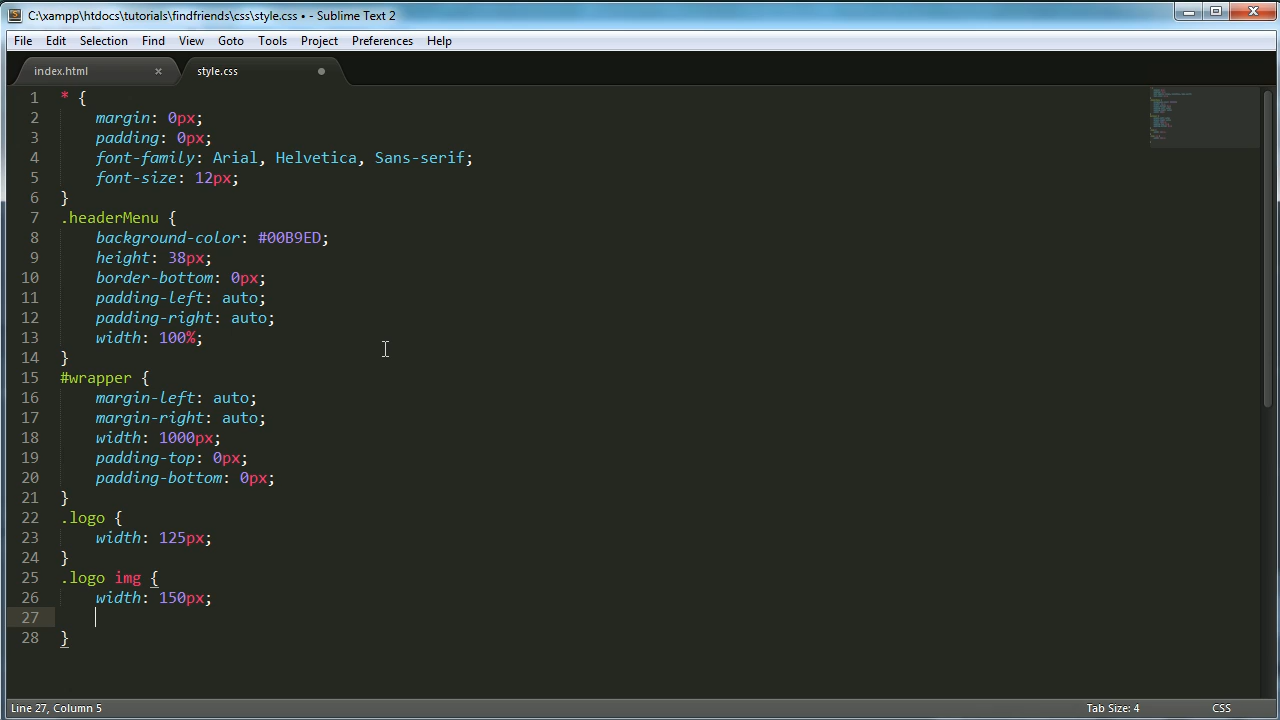 C:\xampp\htdocs\tutorials\findfriends\css\style.css • - Sublime Text 2
File Edit Selection Find View Goto Tools Project Preferences Help
index.html × style.css
1 * {
2 margin: 0px;
3 padding: 0px;
4 font-family: Arial, Helvetica, Sans-serif;
5 font-size: 12px;
6 }
7 .headerMenu {
8 background-color: #00B9ED;
9 height: 38px;
10 border-bottom: 0px;
11 padding-left: auto;
12 padding-right: auto;
13 width: 100%;
14 }
15 #wrapper {
16 margin-left: auto;
17 margin-right: auto;
18 width: 1000px;
19 padding-top: 0px;
20 padding-bottom: 0px;
21 }
22 .logo {
23 width: 125px;
24 }
25 .logo img {
26 width: 150px;
27
28 }
Line 27, Column 5 Tab Size: 4 CSS